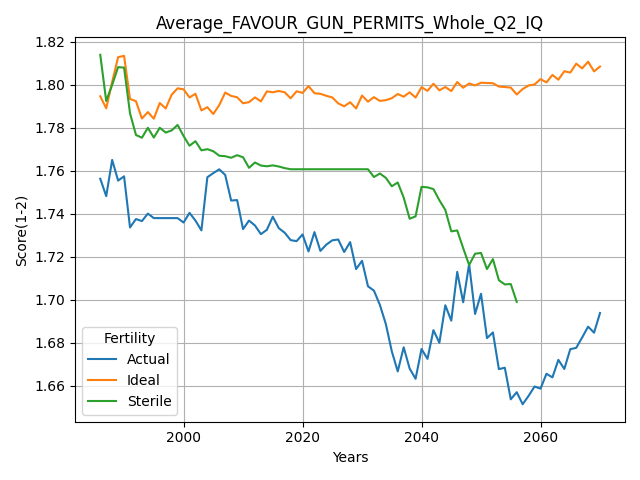 Average_FAVOUR_GUN_PERMITS_Whole_Q2_IQ
Score(1-2)
1.82
1.80
1.78
1.76
1.74
1.72
1.70
1.68
1.66
Fertility
Actual
Ideal
Sterile
2000
2020
2040
2060
Years